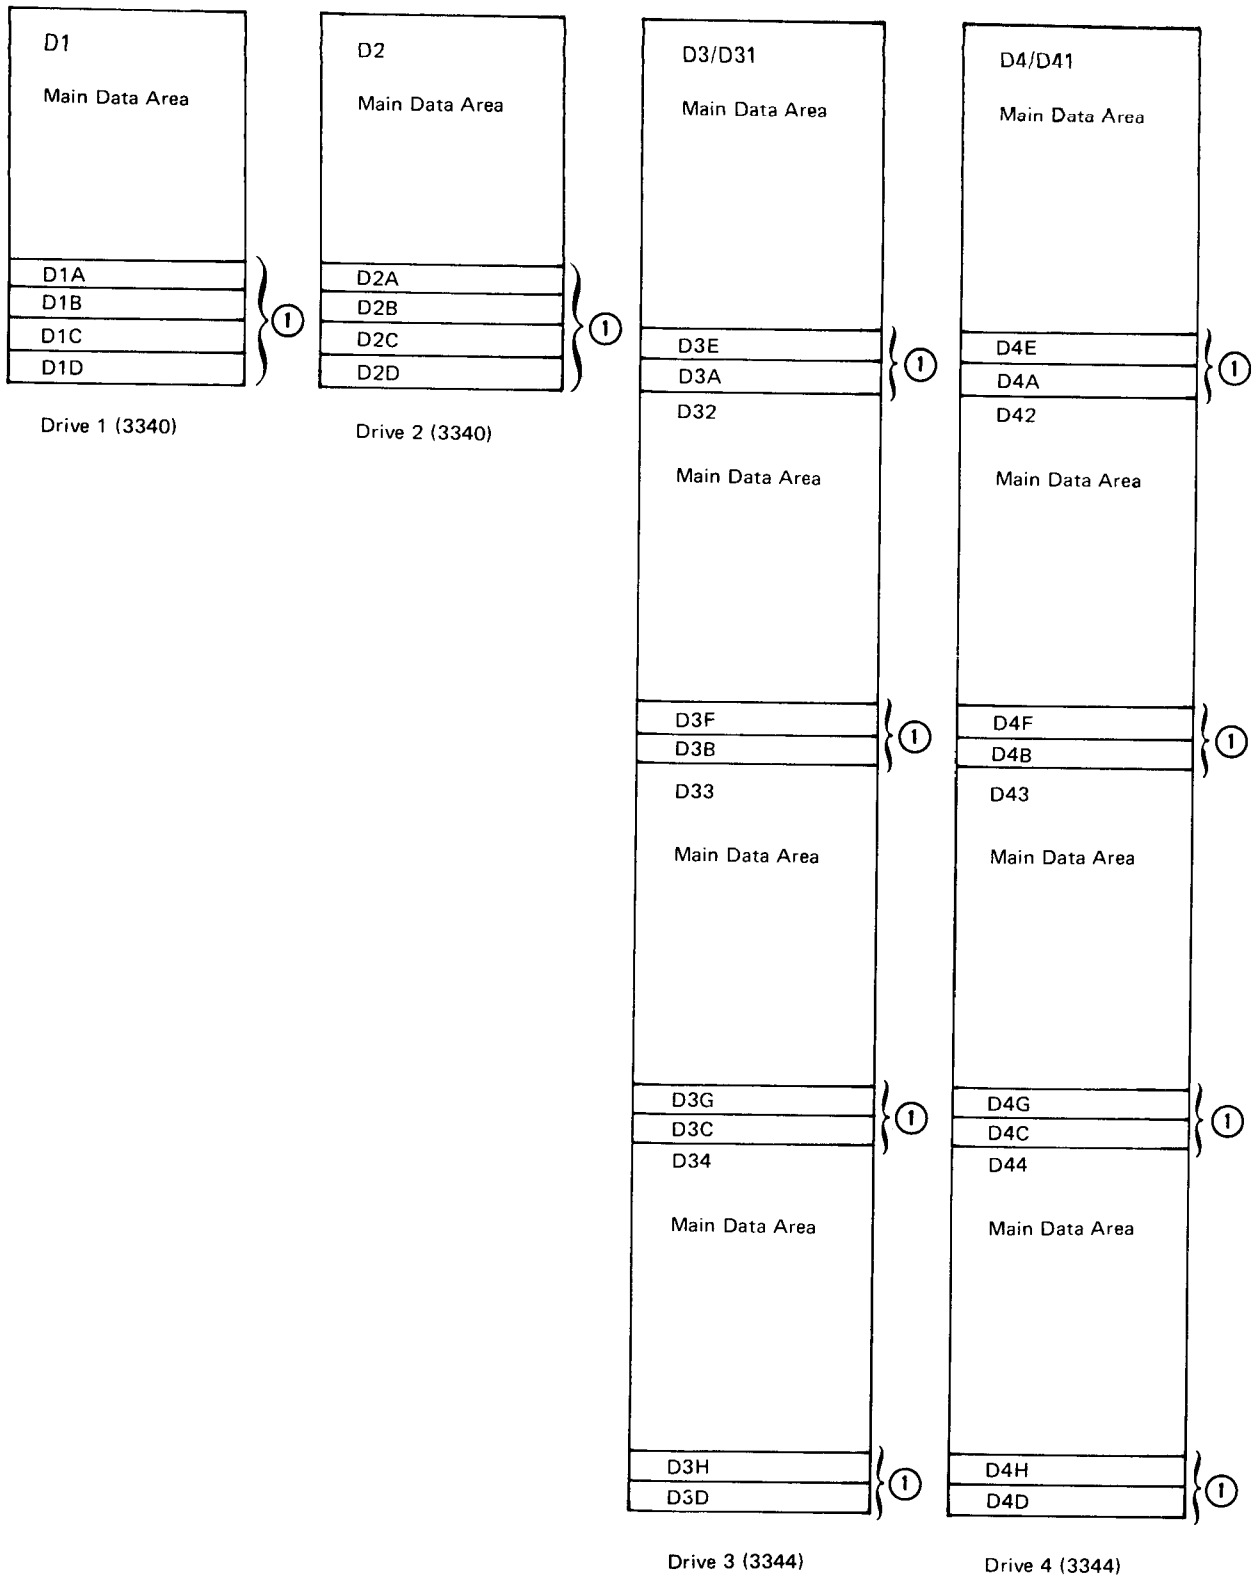 D1
Main Data Area
D1A
D1B
D1C
D1D
1
Drive 1 (3340)
D2
Main Data Area
D2A
D2B
D2C
D2D
1
Drive 2 (3340)
D3/D31
Main Data Area
D3E
D3A
1
D32
Main Data Area
D3F
D3B
1
D33
Main Data Area
D3G
D3C
1
D34
Main Data Area
D3H
D3D
1
Drive 3 (3344)
D4/D41
Main Data Area
D4E
D4A
1
D42
Main Data Area
D4F
D4B
1
D43
Main Data Area
D4G
D4C
1
D44
Main Data Area
D4H
D4D
1
Drive 4 (3344)